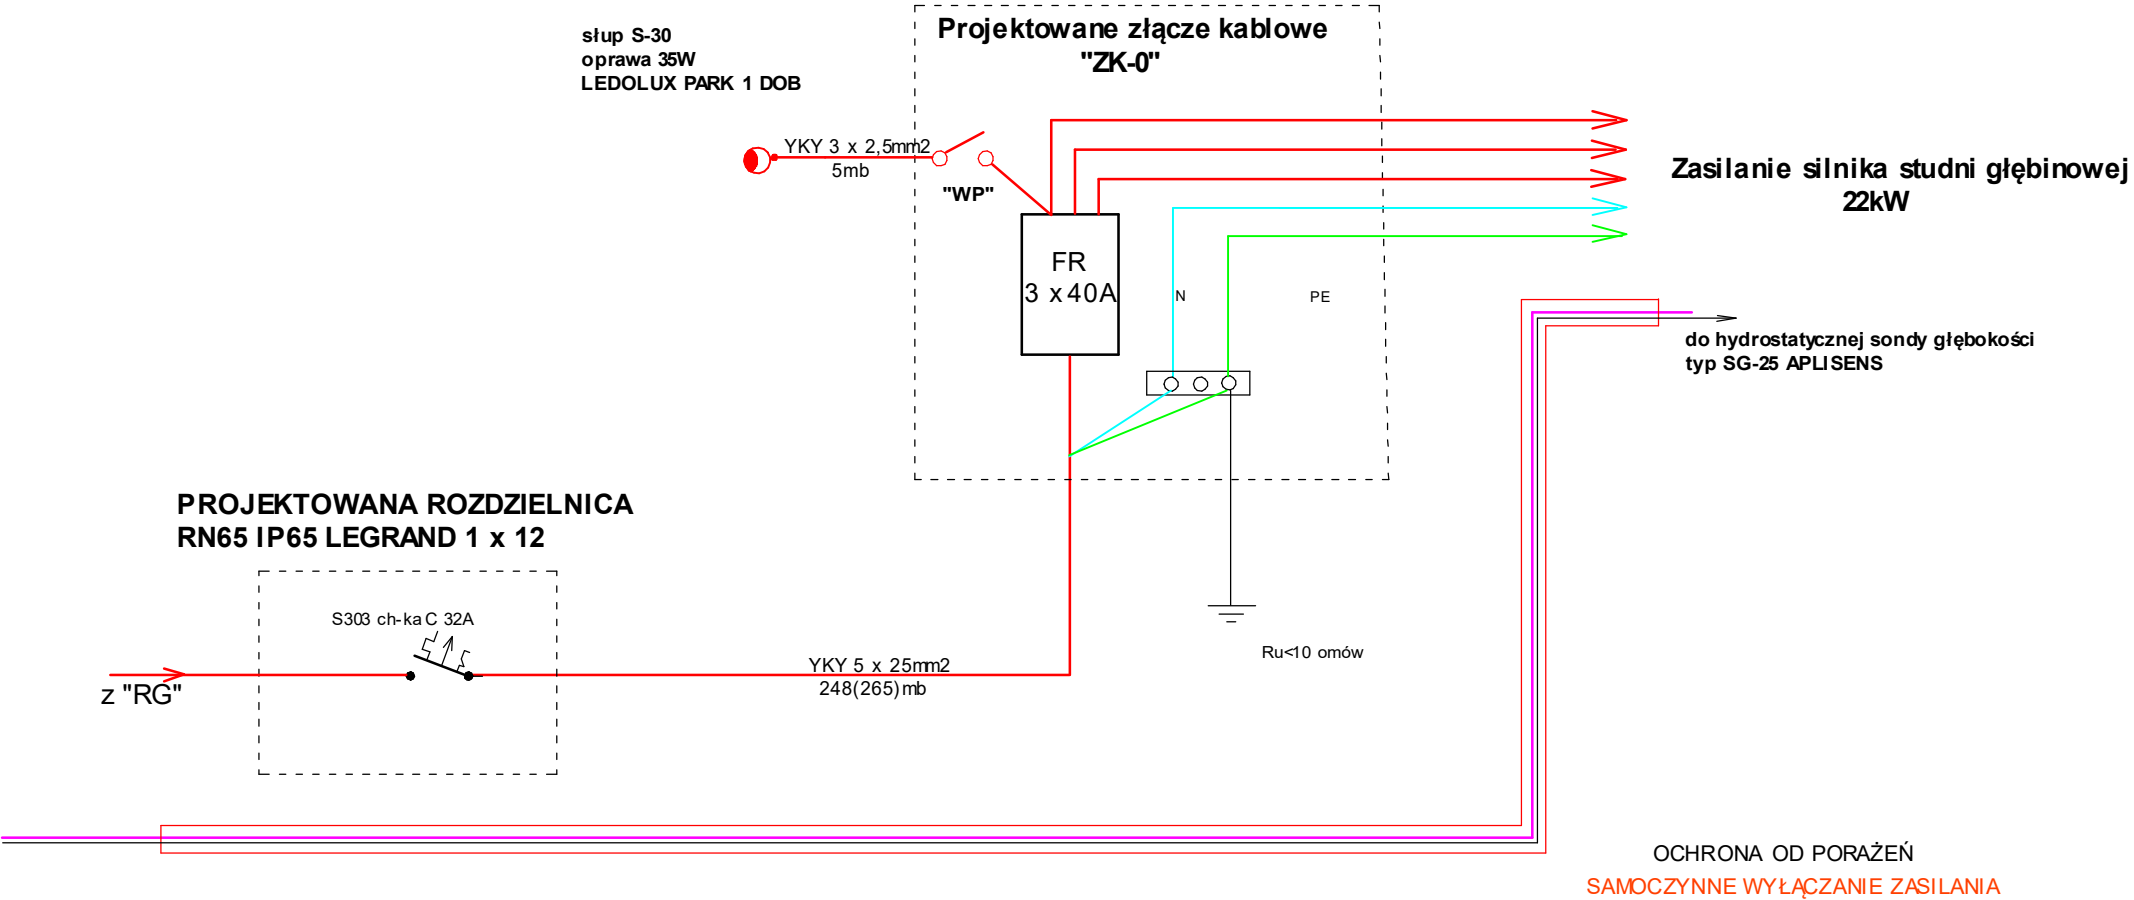 słup S-30
oprawa 35W
LEDOLUX PARK 1 DOB
Projektowane złącze kablowe
"ZK-0"
YKY 3 x 2,5mm2
5mb
"WP"
Zasilanie silnika studni głębinowej
22kW
FR
3 x 40A
N
PE
do hydrostatycznej sondy głębokości
typ SG-25 APLISENS
PROJEKTOWANA ROZDZIELNICA
RN65 IP65 LEGRAND 1 x 12
S303 ch-ka C 32A
z "RG"
YKY 5 x 25mm2
248(265)mb
Ru<10 omów
OCHRONA OD PORAŻEŃ
SAMOCZYNNE WYŁĄCZANIE ZASILANIA